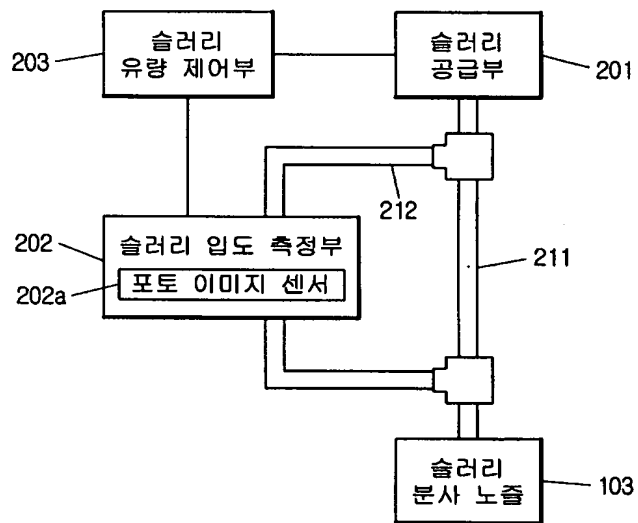 슬러리
유량 제어부
203
슬러리
공급부
201
212
202
슬러리 입도 측정부
202a
포토 이미지 센서
211
슬러리
분사 노즐
103